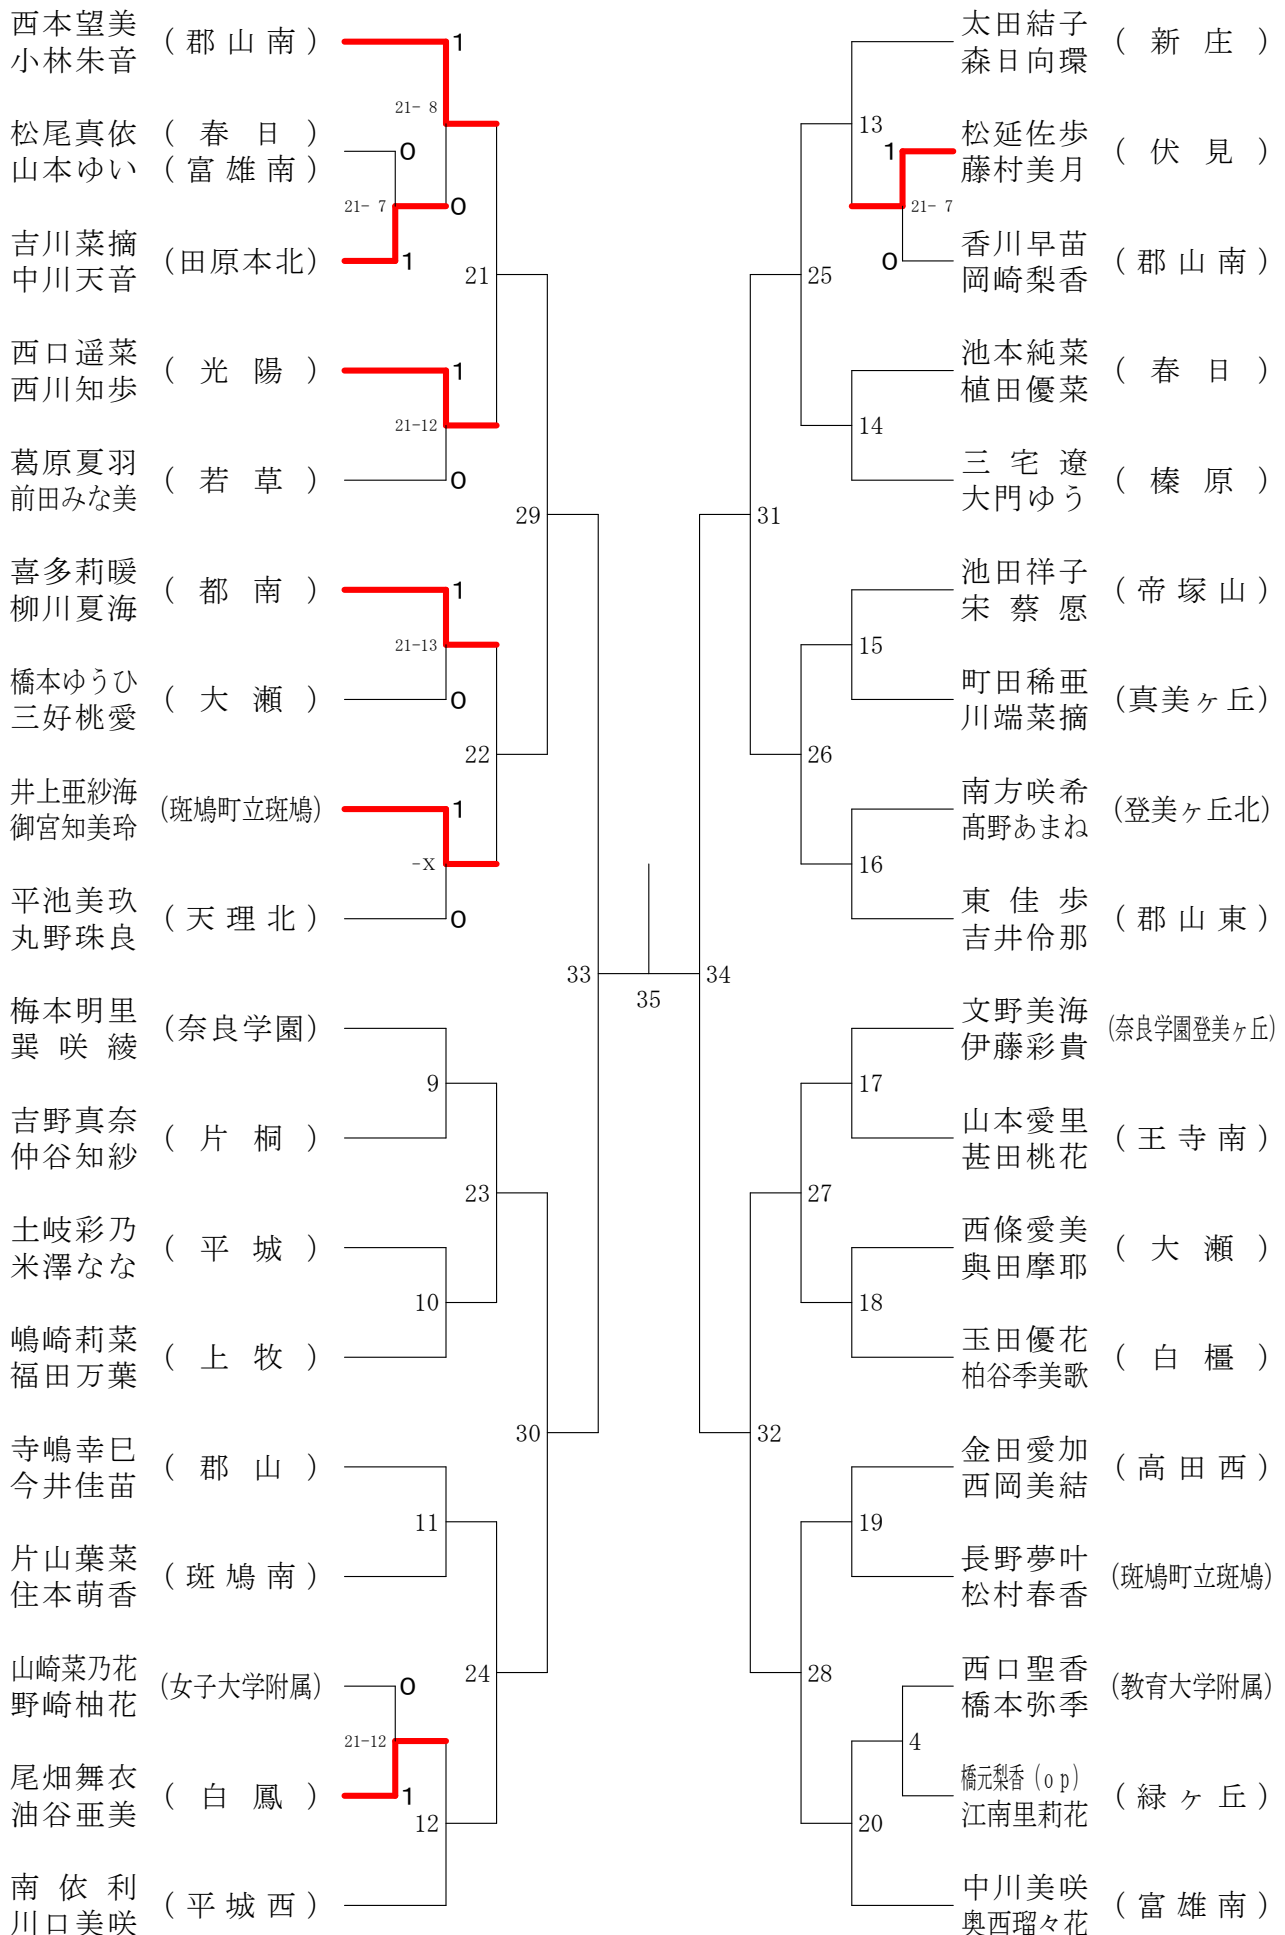 西本望美
小林朱音
( 郡 山 南 )
1
21- 8
松尾真依
山本ゆい
( 春 日 )
( 富 雄 南 )
0
21- 7
0
吉川菜摘
中川天音
(田原本北)
1
21
西口遥菜
西川知歩
( 光 陽 )
1
21-12
葛原夏羽
前田みな美
( 若 草 )
0
29
喜多莉暖
柳川夏海
( 都 南 )
1
21-13
橋本ゆうひ
三好桃愛
( 大 瀬 )
0
22
井上亜紗海
御宮知美玲
(斑鳩町立斑鳩)
1
-X
平池美玖
丸野珠良
( 天 理 北 )
0
33
35
34
梅本明里
巽 咲 綾
(奈良学園)
9
吉野真奈
仲谷知紗
( 片 桐 )
23
土岐彩乃
米澤なな
( 平 城 )
10
嶋崎莉菜
福田万葉
( 上 牧 )
30
寺嶋幸巳
今井佳苗
( 郡 山 )
11
片山葉菜
住本萌香
( 斑 鳩 南 )
24
山崎菜乃花
野崎柚花
(女子大学附属)
0
21-12
尾畑舞衣
油谷亜美
( 白 鳳 )
1
12
南 依 利
川口美咲
( 平 城 西 )
太田結子
森日向環
( 新 庄 )
13
松延佐歩
藤村美月
( 伏 見 )
1
21- 7
香川早苗
岡崎梨香
( 郡 山 南 )
0
25
池本純菜
植田優菜
( 春 日 )
14
三 宅 遼
大門ゆう
( 榛 原 )
31
池田祥子
宋 蔡 愿
( 帝 塚 山 )
15
町田稀亜
川端菜摘
(真美ヶ丘)
26
南方咲希
髙野あまね
(登美ヶ丘北)
16
東 佳 歩
吉井伶那
( 郡 山 東 )
文野美海
伊藤彩貴
(奈良学園登美ヶ丘)
17
山本愛里
甚田桃花
( 王 寺 南 )
27
西條愛美
與田摩耶
( 大 瀬 )
18
玉田優花
柏谷季美歌
( 白 橿 )
32
金田愛加
西岡美結
( 高 田 西 )
19
長野夢叶
松村春香
(斑鳩町立斑鳩)
28
西口聖香
橋本弥季
(教育大学附属)
4
橋元梨香(op)
江南里莉花
( 緑 ヶ 丘 )
20
中川美咲
奥西瑠々花
( 富 雄 南 )